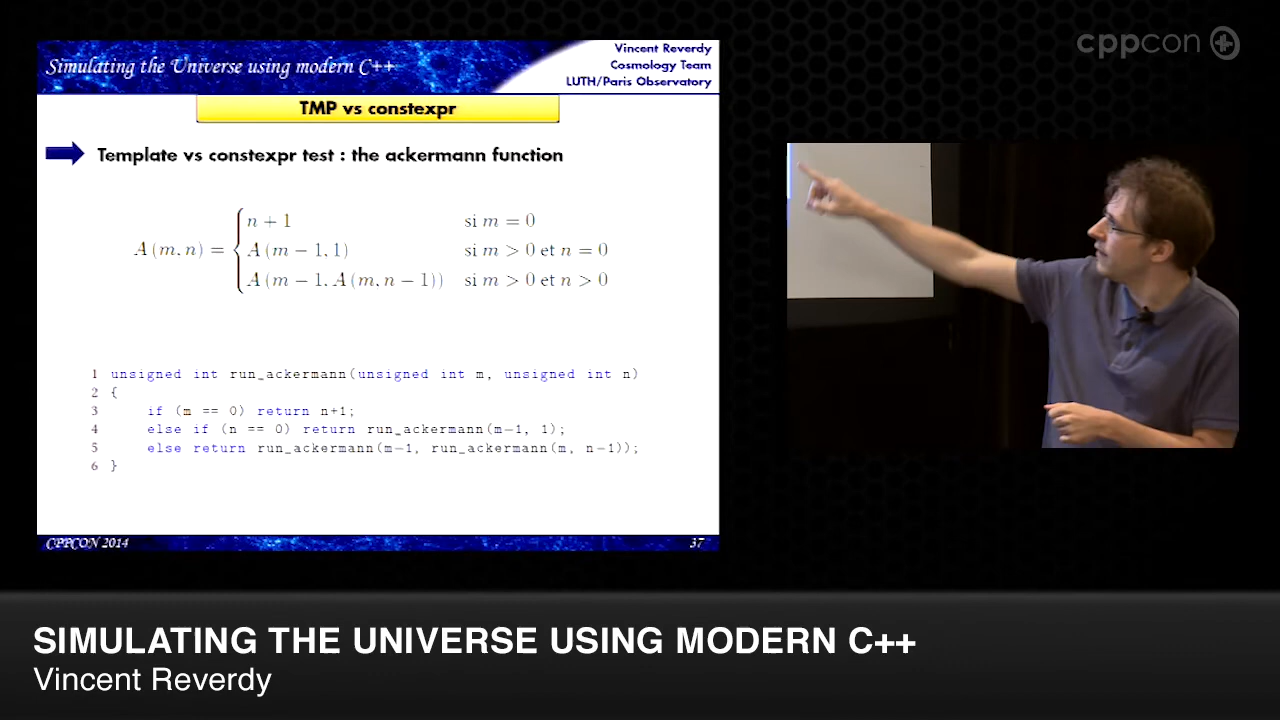 Simulating the Universe using modern C++
Vincent Reverdy
Cosmology Team
LUTH/Paris Observatory
cppcon
TMP vs constexpr
Template vs constexpr test : the ackermann function
n + 1 si m = 0
A (m, n) = A (m − 1, 1) si m > 0 et n = 0
A (m − 1, A (m, n − 1)) si m > 0 et n > 0
1 unsigned int run_ackermann(unsigned int m, unsigned int n)
2 {
3 if (m == 0) return n+1;
4 else if (n == 0) return run_ackermann(m−1, 1);
5 else return run_ackermann(m−1, run_ackermann(m, n−1));
6 }
CPPCON 2014
37
SIMULATING THE UNIVERSE USING MODERN C++
Vincent Reverdy